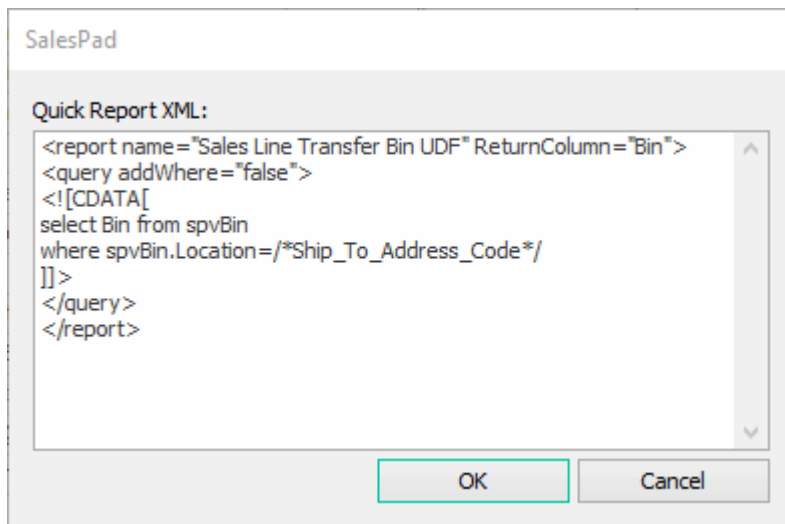 SalesPad
Quick Report XML:
<report name="Sales Line Transfer Bin UDF" ReturnColumn="Bin">
<query addWhere="false">
<![CDATA[
select Bin from spvBin
where spvBin.Location=/*Ship_To_Address_Code*/
]]>
</query>
</report>
OK
Cancel